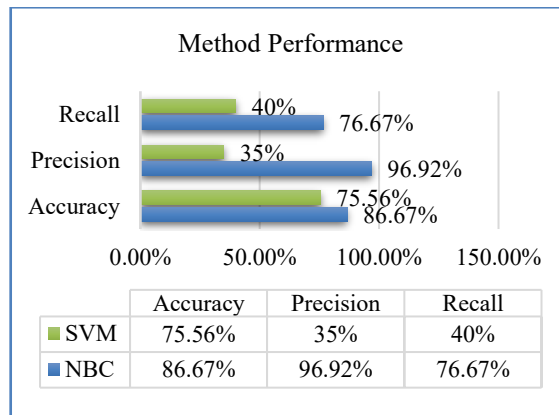 Method Performance
Recall
40%
76.67%
Precision
35%
96.92%
Accuracy
75.56%
86.67%
0.00% 50.00% 100.00% 150.00%
Accuracy Precision Recall
SVM 75.56% 35% 40%
NBC 86.67% 96.92% 76.67%